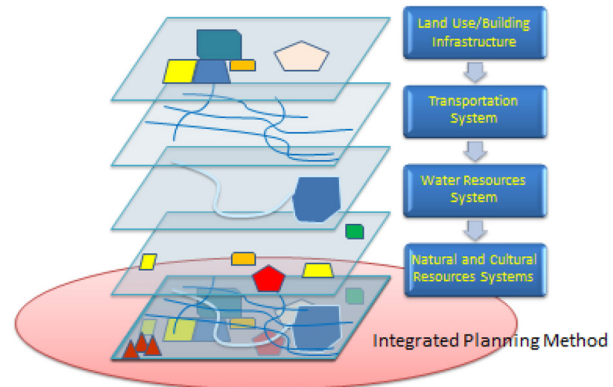 Land Use/Building
Infrastructure
Transportation
System
Water Resources
System
Natural and Cultural
Resources Systems
Integrated Planning Method